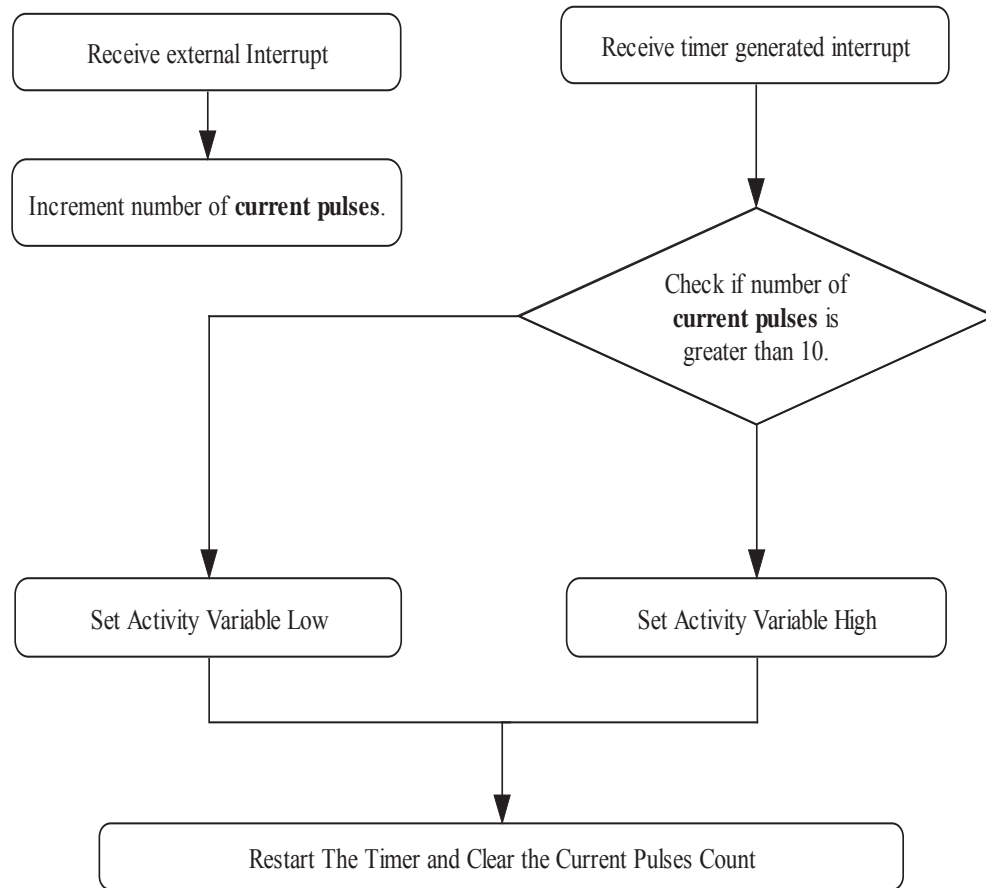 Receive external Interrupt
Increment number of current pulses.
Receive timer generated interrupt
Check if number of
current pulses is
greater than 10.
Set Activity Variable Low
Set Activity Variable High
Restart The Timer and Clear the Current Pulses Count